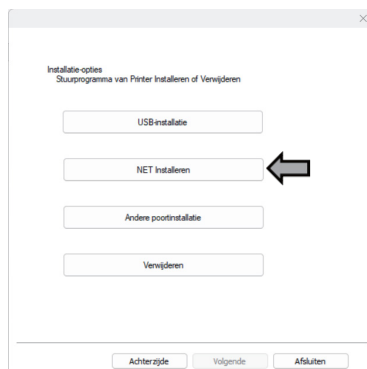 Installatie-opties
Stuurprogramma van Printer Installeren of Verwijderen
USB-installatie
NET Installeren
Andere poortinstallatie
Verwijderen
Achterzijde Volgende Afsluiten